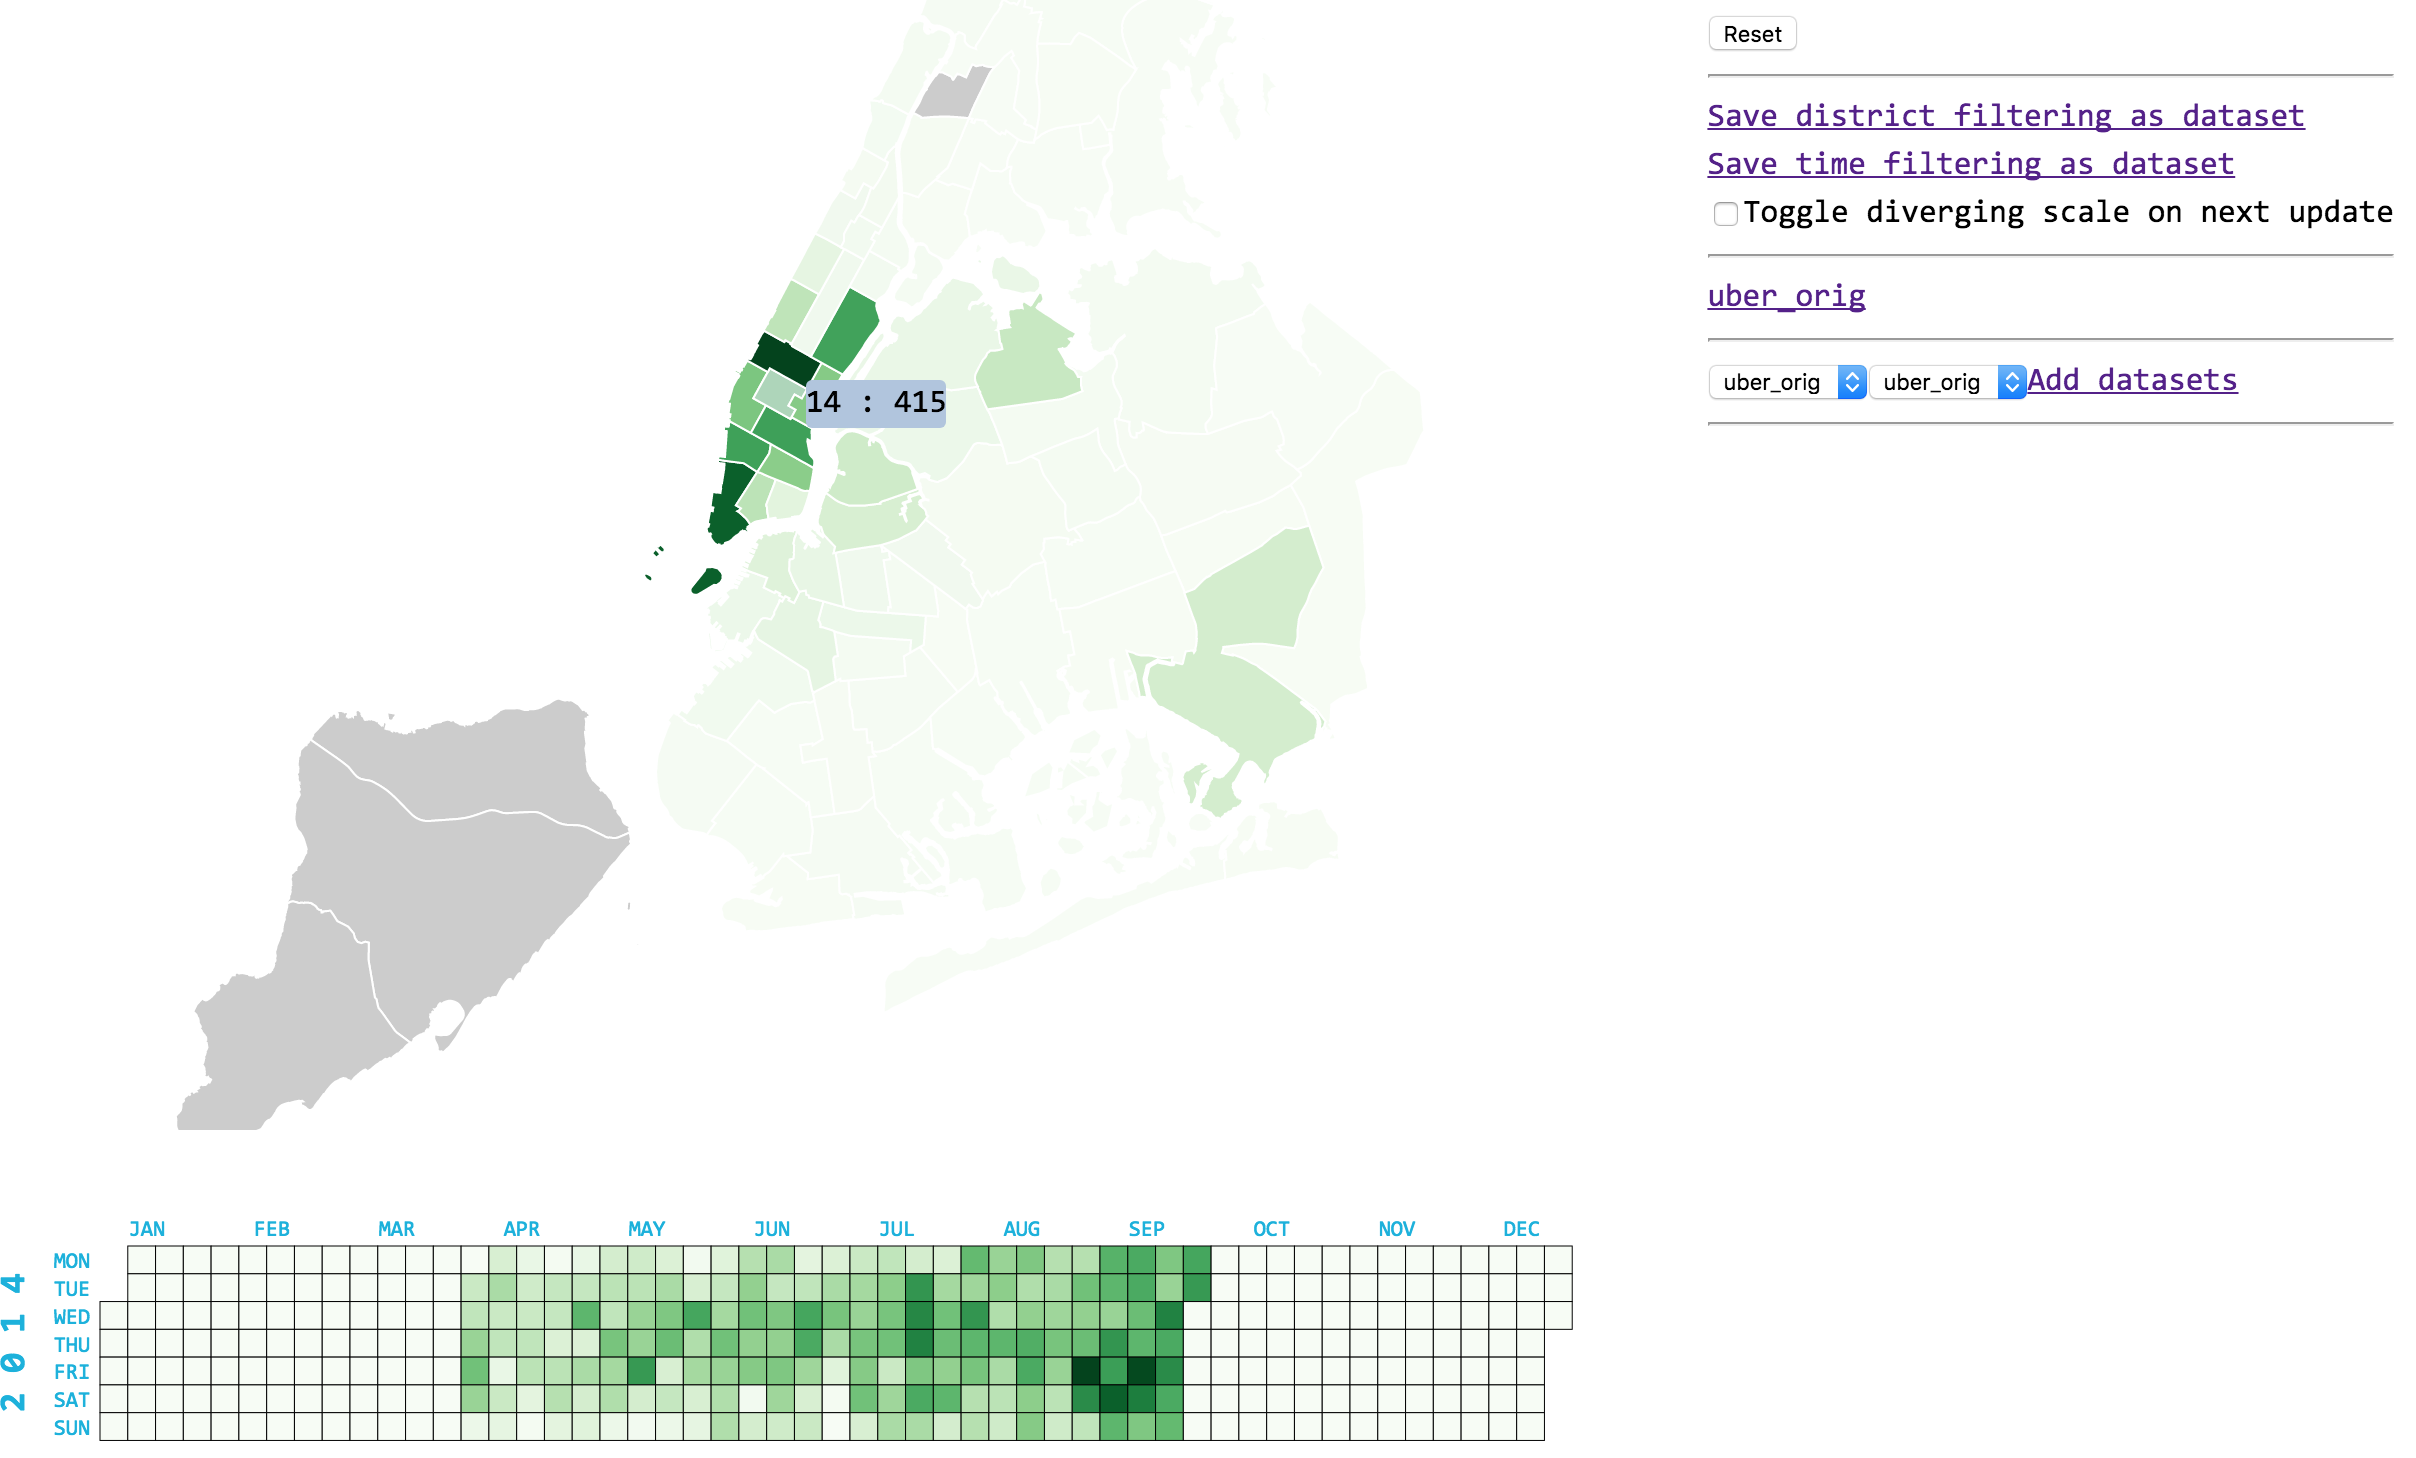 Reset
Save district filtering as dataset
Save time filtering as dataset
Toggle diverging scale on next update
uber_orig
uber_orig uber_orig Add datasets
14 : 415
JAN FEB MAR APR MAY JUN JUL AUG SEP OCT NOV DEC
2014
MON
TUE
WED
THU
FRI
SAT
SUN